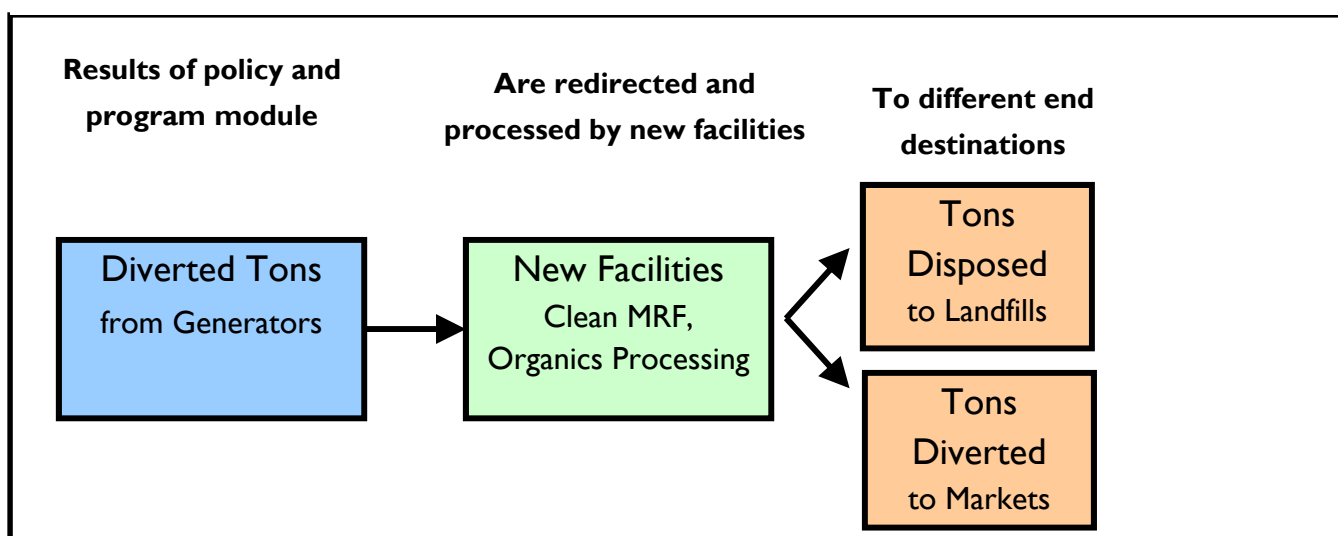 Results of policy and
program module
Are redirected and
processed by new facilities
To different end
destinations
Diverted Tons
from Generators
New Facilities
Clean MRF,
Organics Processing
Tons
Disposed
to Landfills
Tons
Diverted
to Markets